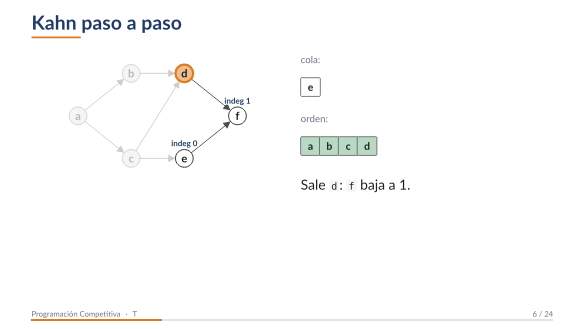 Kahn paso a paso
cola:
e
orden:
a b c d
Sale d: f baja a 1.
b
d
indeg 1
a
f
indeg 0
c
e
Programación Competitiva · T
6 / 24